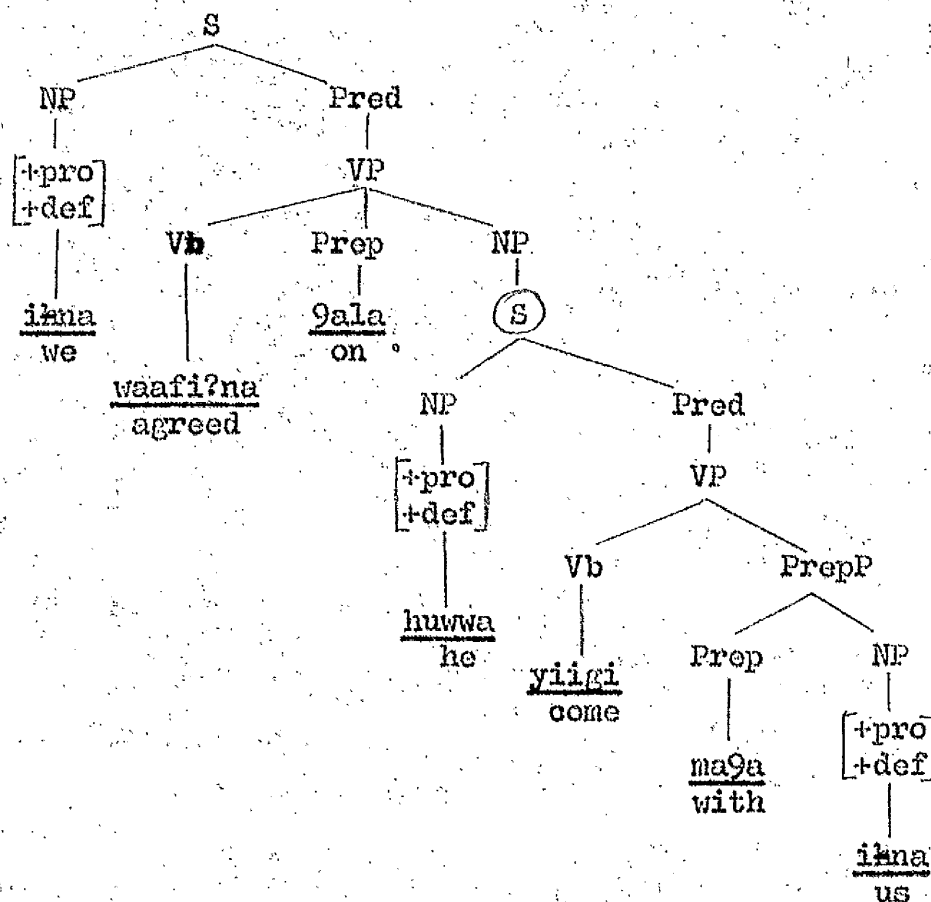 S
NP Pred
[+pro
+def]
VP
Vb Prep NP
iħna
we
9ala
on
S
waafi?na
agreed
NP Pred
[+pro
+def]
VP
Vb PrepP
huwwa
he
Prep NP
yiigi
come
[+pro
+def]
ma9a
with
iħna
us